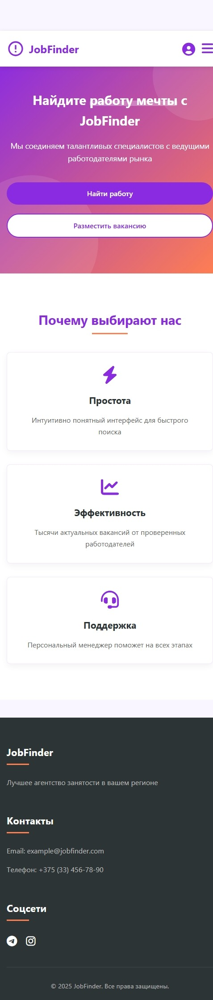 JobFinder
Найдите работу мечты с
JobFinder
Мы соединяем талантливых специалистов с ведущими
работодателями рынка
Найти работу
Разместить вакансию
Почему выбирают нас
Простота
Интуитивно понятный интерфейс для быстрого
поиска
Эффективность
Тысячи актуальных вакансий от проверенных
работодателей
Поддержка
Персональный менеджер поможет на всех этапах
JobFinder
Лучшее агентство занятости в вашем регионе
Контакты
Email: example@jobfinder.com
Телефон: +375 (33) 456-78-90
Соцсети
© 2025 JobFinder. Все права защищены.